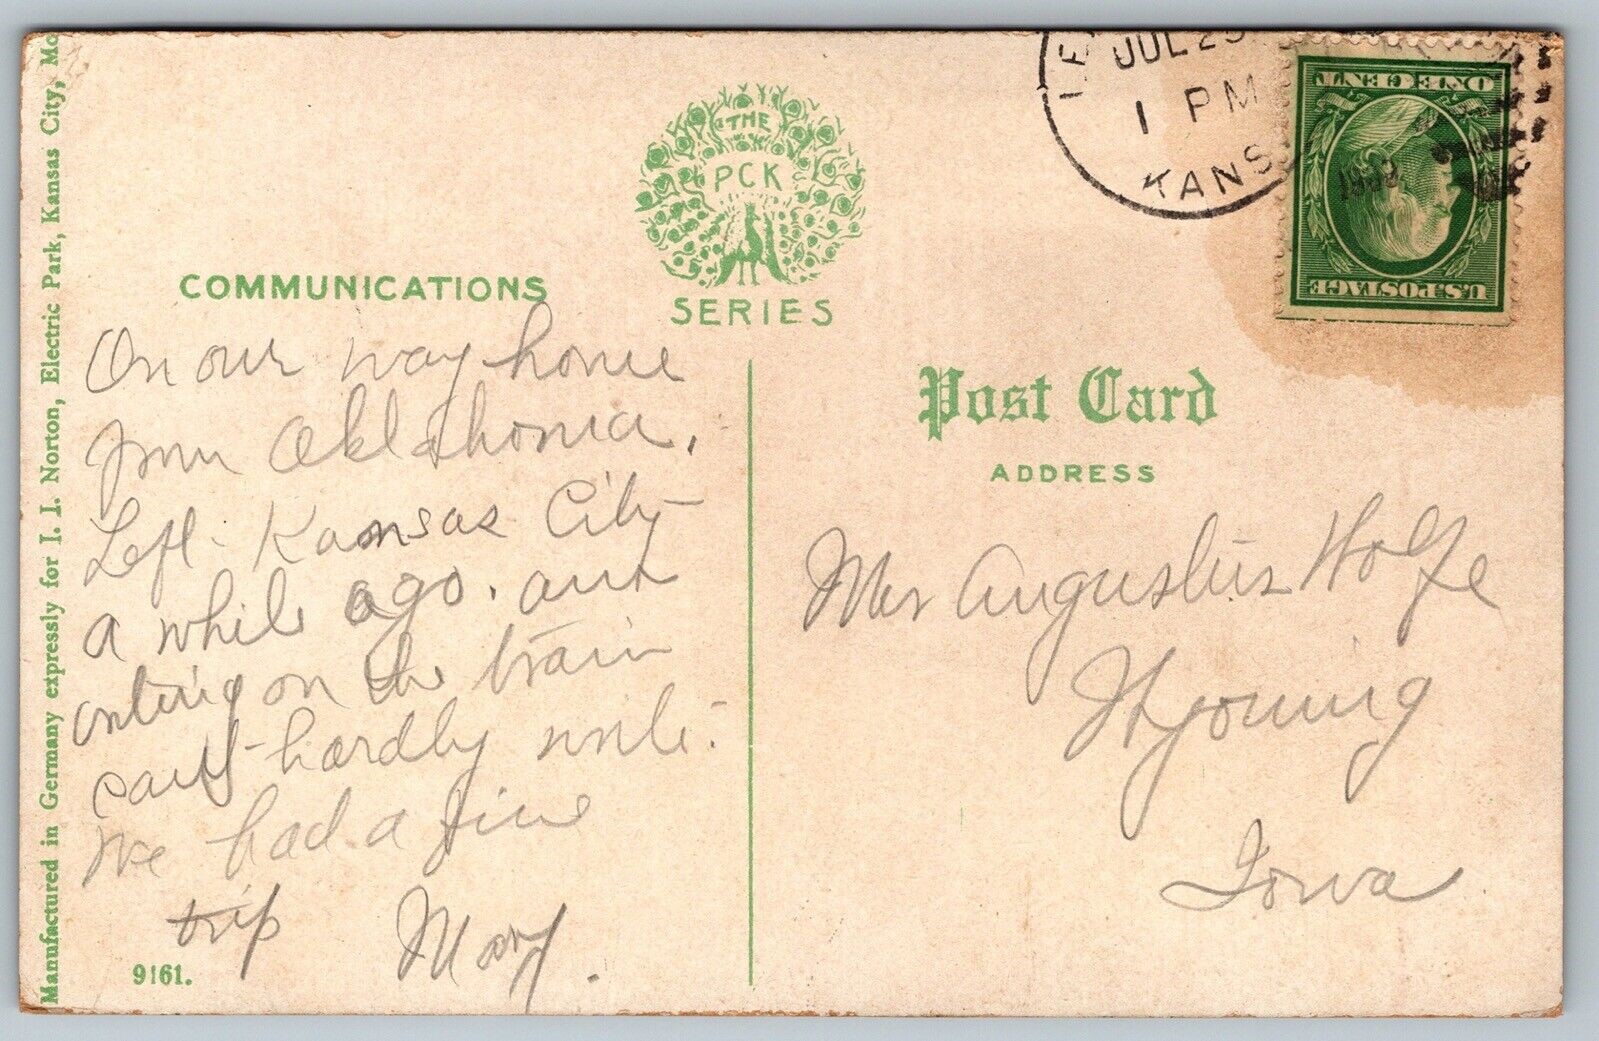 Manufactured in Germany expressly for I. I. Norton, Electric Park, Kansas City, Mo
COMMUNICATIONS
On our way home
from Oklahoma.
Left Kansas City
a while ago. and
writing on the train
can hardly write.
We had a fine
trip Mary.
9161.
THE
PCK
SERIES
JUL 25
1 PM
KANS
ONE CENT
U.S. POSTAGE
Post Card
ADDRESS
Mrs Augustus Wolfe
Wyoming
Iowa